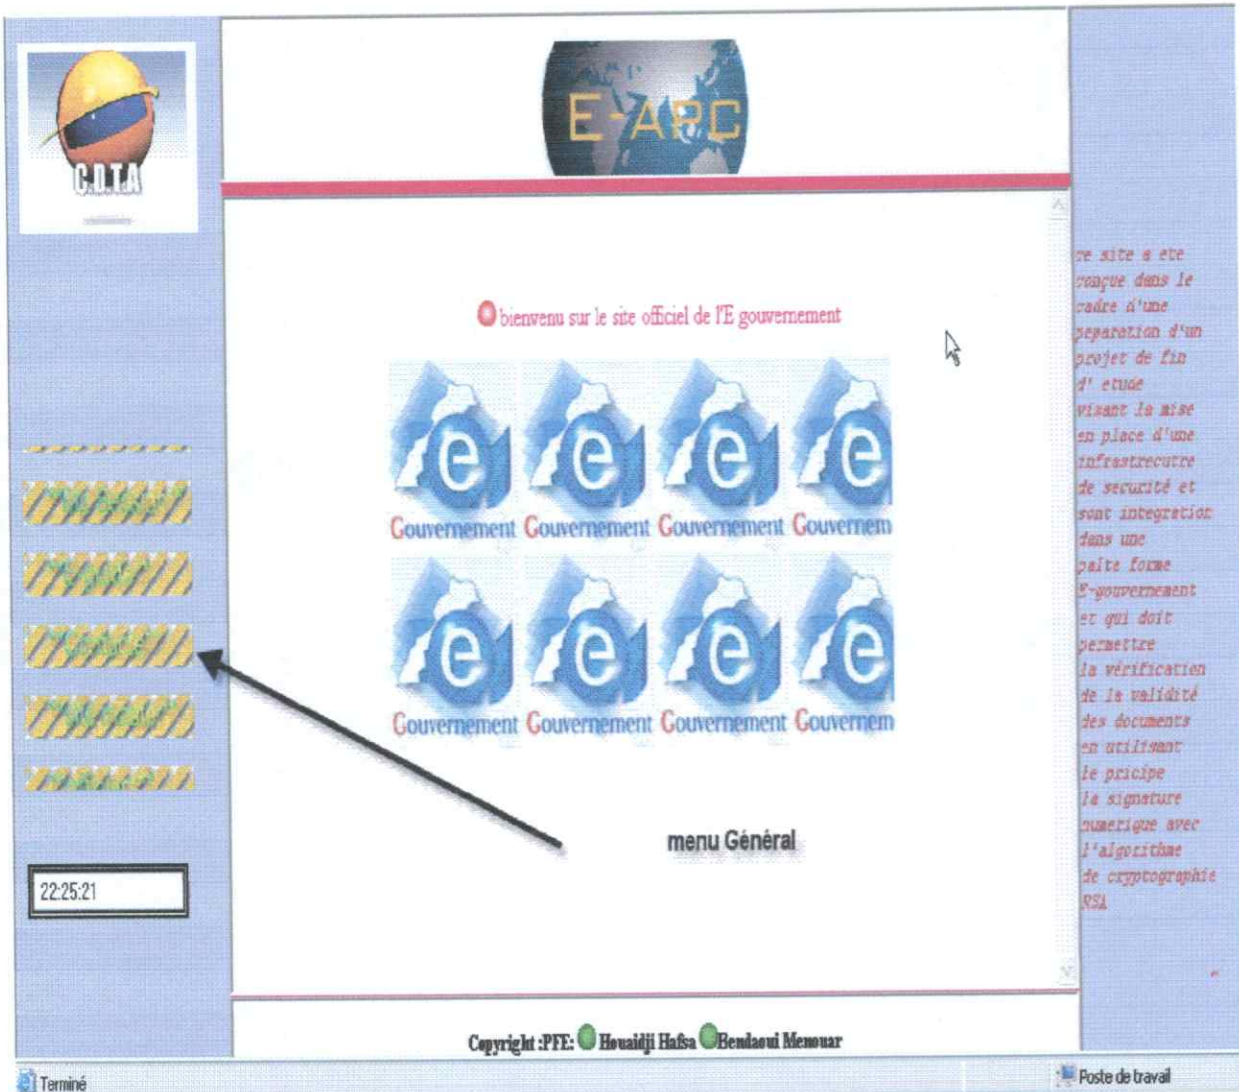 CDTA
E-ARC
bienvenu sur le site officiel de l'E gouvernement
e e e e
Gouvernement Gouvernement Gouvernement Gouvernem
e e e e
Gouvernement Gouvernement Gouvernement Gouvernem
menu Général
22:25:21
re site a ete
conçue dans le
cadre d'une
peparation d'un
projet de fin
d' etude
visant la mise
en place d'une
infrastrecutre
de securité et
sont integration
dans une
palte forme
E-gouvernement
et qui doit
permettre
la vérification
de la validité
des documents
en utilisant
le pricipe
la signature
numerique avec
l'algorithme
de cryptographie
RSA
Copyright :PFE: Houaidji Hafsa Bendaoui Menouar
Terminé
Poste de travail